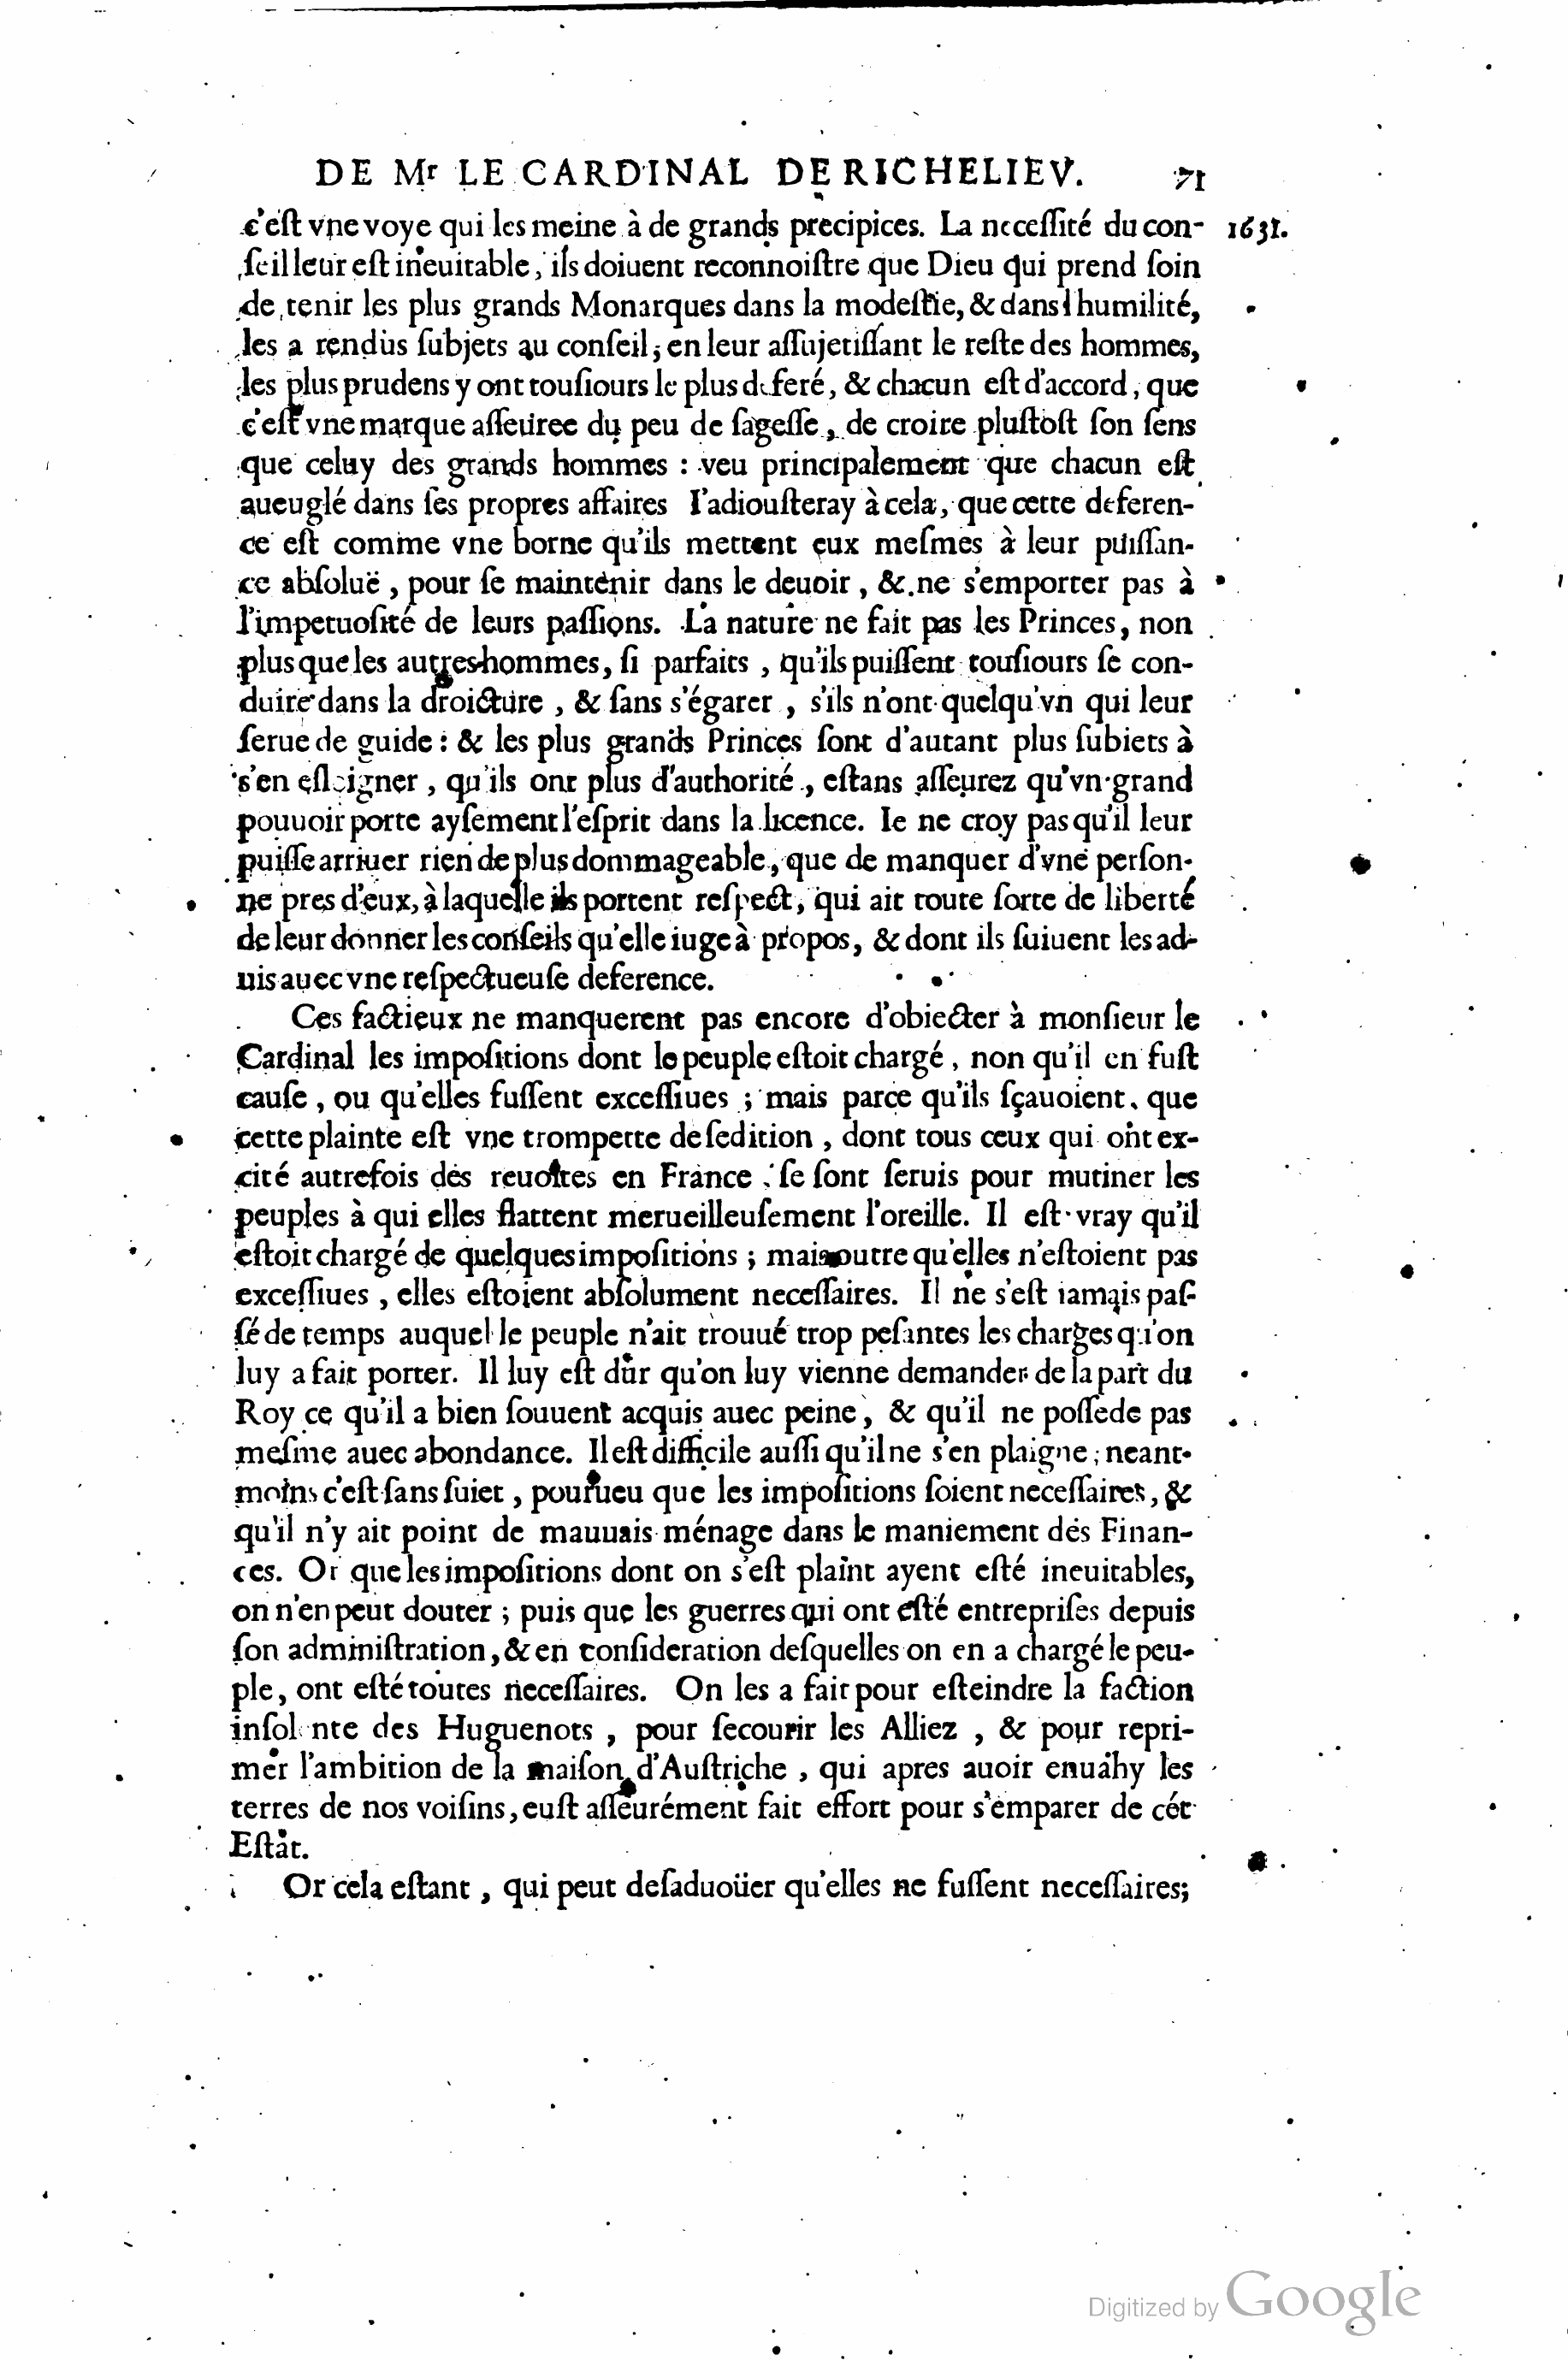 DE Mr LE CARDINAL DE RICHELIEV. 71
c'eſt vne voye qui les meine à de grands precipices. La neceſſité du con- 1631.
ſeil leur eſt ineuitable, ils doiuent reconnoiſtre que Dieu qui prend ſoin
de tenir les plus grands Monarques dans la modeſtie, & dans l humilité,
les a rendus ſubjets au conſeil; en leur aſſujetiſſant le reſte des hommes,
les plus prudens y ont touſiours le plus deferé, & chacun eſt d'accord, que
c'eſt vne marque aſſeuree du peu de ſageſſe, de croire pluſtoſt ſon ſens
que celuy des grands hommes : veu principalement que chacun eſt
aueuglé dans ſes propres affaires I'adiouſteray à cela, que cette deferen-
ce eſt comme vne borne qu'ils mettent eux meſmes à leur puiſſan-
ce abſoluë, pour ſe maintenir dans le deuoir, & ne s'emporter pas à
l'impetuoſité de leurs paſſions. La nature ne fait pas les Princes, non
plus que les autres hommes, ſi parfaits, qu'ils puiſſent touſiours ſe con-
duire dans la droicture, & ſans s'égarer, s'ils n'ont quelqu'vn qui leur
ſerue de guide : & les plus grands Princes ſont d'autant plus ſubiets à
s'en eſloigner, qu'ils ont plus d'authorité, eſtans aſſeurez qu'vn grand
pouuoir porte ayſement l'eſprit dans la licence. Ie ne croy pas qu'il leur
puiſſe arriuer rien de plus dommageable, que de manquer d'vne perſon-
ne pres d'eux, à laquelle ils portent reſpect, qui ait toute ſorte de liberté
de leur donner les conſeils qu'elle iuge à propos, & dont ils ſuiuent les ad-
uis auec vne reſpectueuſe deference.
Ces factieux ne manquerent pas encore d'obiecter à monſieur le
Cardinal les impoſitions dont le peuple eſtoit chargé, non qu'il en fuſt
cauſe, ou qu'elles fuſſent exceſſiues ; mais parce qu'ils ſçauoient, que
cette plainte eſt vne trompette de ſedition, dont tous ceux qui ont ex-
cité autrefois des reuoltes en France, ſe ſont ſeruis pour mutiner les
peuples à qui elles flattent merueilleuſement l'oreille. Il eſt vray qu'il
eſtoit chargé de quelques impoſitions ; mais outre qu'elles n'eſtoient pas
exceſſiues, elles eſtoient abſolument neceſſaires. Il ne s'eſt iamais paſ-
ſé de temps auquel le peuple n'ait trouué trop peſantes les charges qu'on
luy a fait porter. Il luy eſt dur qu'on luy vienne demander de la part du
Roy ce qu'il a bien ſouuent acquis auec peine, & qu'il ne poſſede pas
meſme auec abondance. Il eſt difficile auſſi qu'il ne s'en plaigne ; neant-
moins c'eſt ſans ſuiet, pourueu que les impoſitions ſoient neceſſaires, &
qu'il n'y ait point de mauuais ménage dans le maniement des Finan-
ces. Or que les impoſitions dont on s'eſt plaint ayent eſté ineuitables,
on n'en peut douter ; puis que les guerres qui ont eſté entrepriſes depuis
ſon adminiſtration, & en conſideration deſquelles on en a chargé le peu-
ple, ont eſté toutes neceſſaires. On les a fait pour eſteindre la faction
inſolente des Huguenots, pour ſecourir les Alliez, & pour repri-
mer l'ambition de la maiſon d'Auſtriche, qui apres auoir enuahy les
terres de nos voiſins, euſt aſſeurément fait effort pour s'emparer de cét
Eſtat.
Or cela eſtant, qui peut deſaduoüer qu'elles ne fuſſent neceſſaires;
Digitized by Google